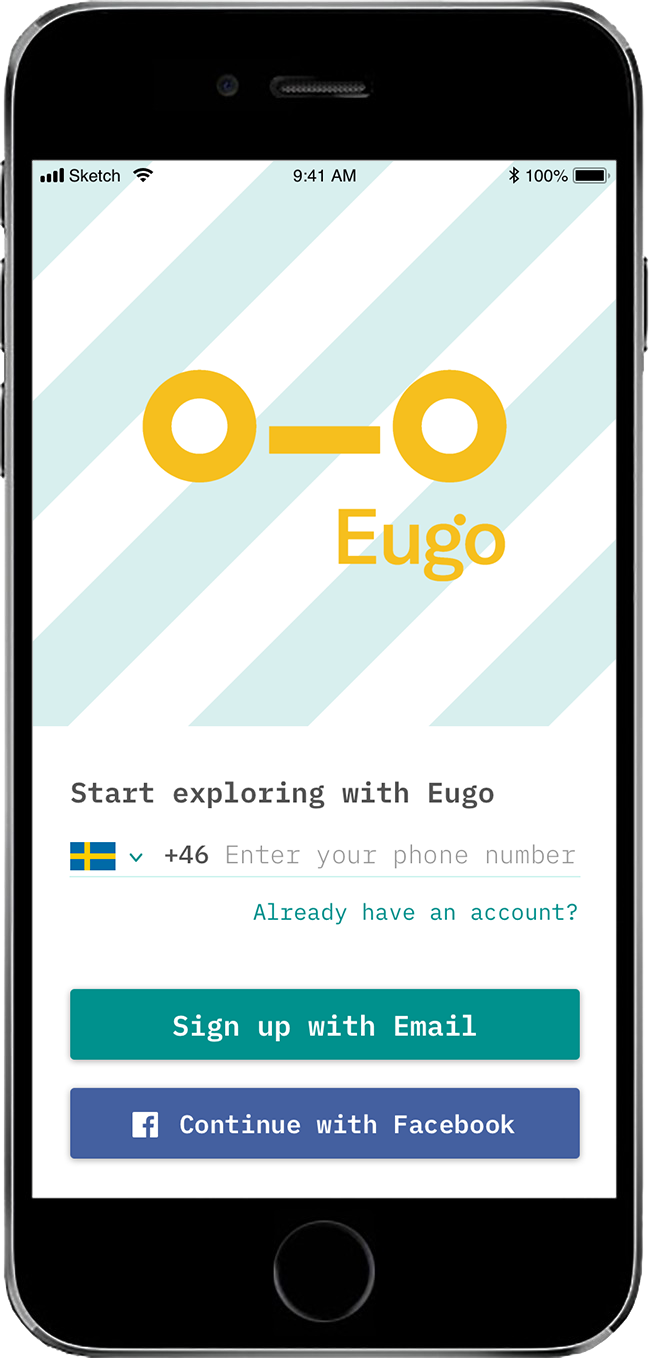 Sketch 9:41 AM 100%
Eugo
Start exploring with Eugo
+46 Enter your phone number
Already have an account?
Sign up with Email
Continue with Facebook